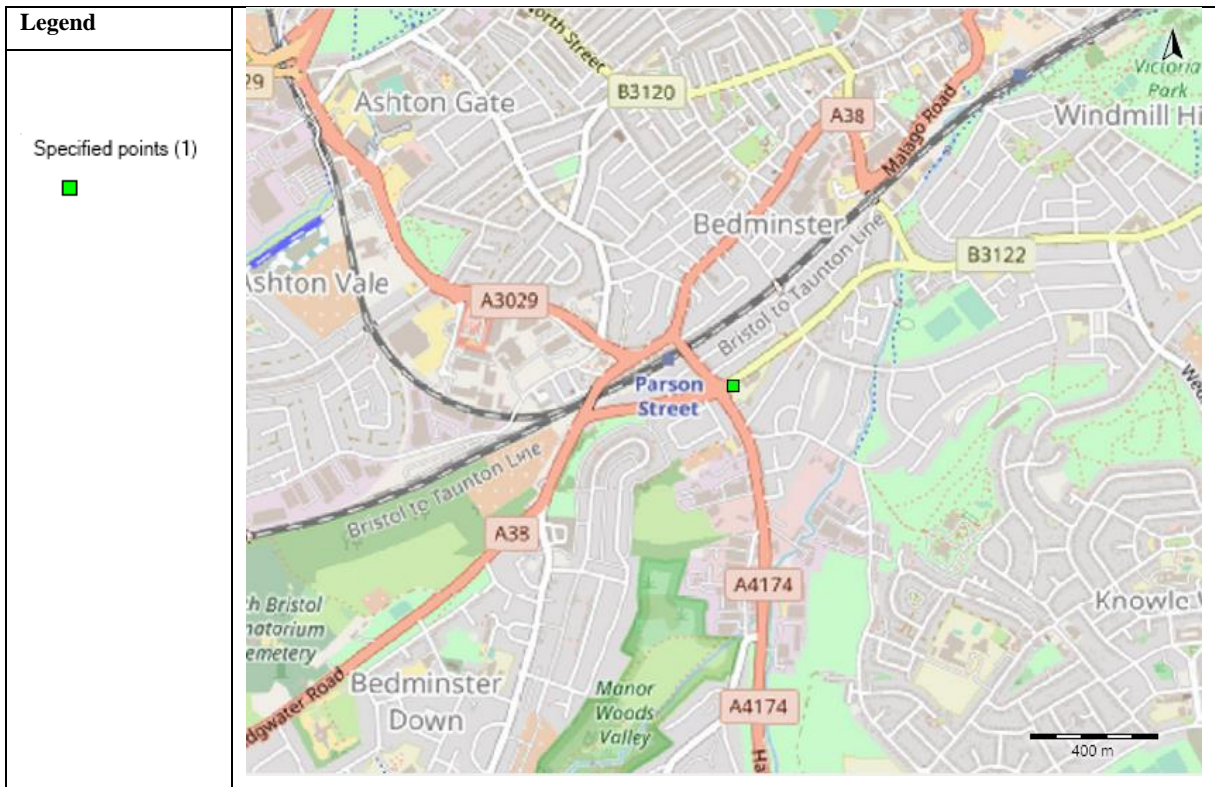 Legend
Specified points (1)
29
North Street
B3120
Ashton Gate
A38
Malago Road
Victoria
Park
Windmill Hi
Bedminster
Bristol to Taunton Line
B3122
Ashton Vale
A3029
Parson
Street
Bristol to Taunton Line
A38
A4174
Knowle W
h Bristol
natorium
emetery
Bedminster
Down
dgwater Road
Manor
Woods
Valley
A4174
Ha
400 m